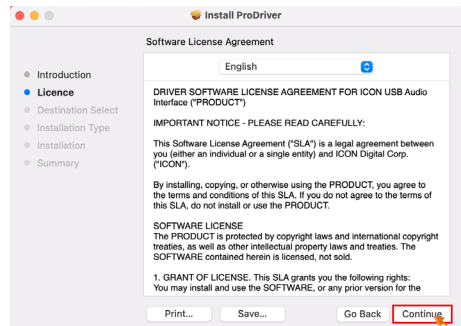 Install ProDriver
Software License Agreement
Introduction
Licence
Destination Select
Installation Type
Installation
Summary
English
DRIVER SOFTWARE LICENSE AGREEMENT FOR ICON USB Audio
Interface ("PRODUCT")
IMPORTANT NOTICE - PLEASE READ CAREFULLY:
This Software License Agreement ("SLA") is a legal agreement between
you (either an individual or a single entity) and ICON Digital Corp.
("ICON").
By installing, copying, or otherwise using the PRODUCT, you agree to
the terms and conditions of this SLA. If you do not agree to the terms of
this SLA, do not install or use the PRODUCT.
SOFTWARE LICENSE
The PRODUCT is protected by copyright laws and international copyright
treaties, as well as other intellectual property laws and treaties. The
SOFTWARE contained herein is licensed, not sold.
1. GRANT OF LICENSE. This SLA grants you the following rights:
You may install and use the SOFTWARE, or any prior version for the
Print...
Save...
Go Back
Continue